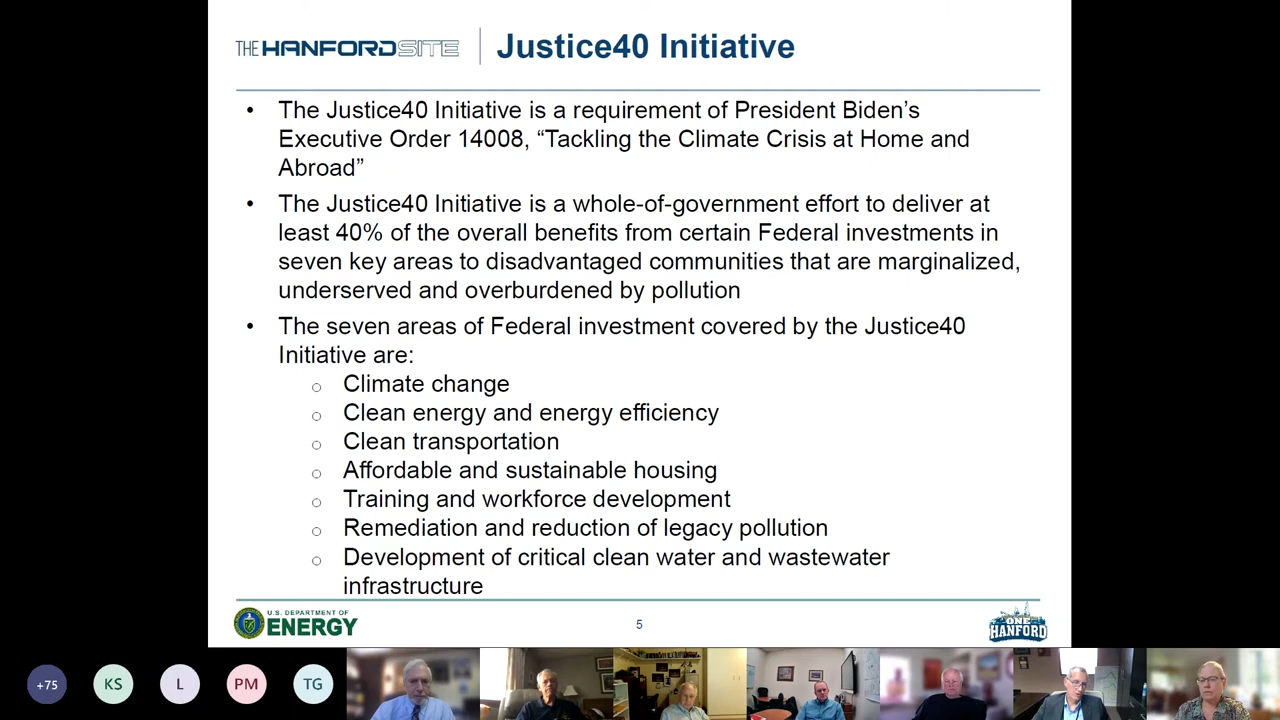 THE HANFORD SITE
Justice40 Initiative
• The Justice40 Initiative is a requirement of President Biden’s
Executive Order 14008, “Tackling the Climate Crisis at Home and
Abroad”
• The Justice40 Initiative is a whole-of-government effort to deliver at
least 40% of the overall benefits from certain Federal investments in
seven key areas to disadvantaged communities that are marginalized,
underserved and overburdened by pollution
• The seven areas of Federal investment covered by the Justice40
Initiative are:
○ Climate change
○ Clean energy and energy efficiency
○ Clean transportation
○ Affordable and sustainable housing
○ Training and workforce development
○ Remediation and reduction of legacy pollution
○ Development of critical clean water and wastewater
infrastructure
U.S. DEPARTMENT OF
ENERGY
5
ONE
HANFORD
+75
KS
L
PM
TG